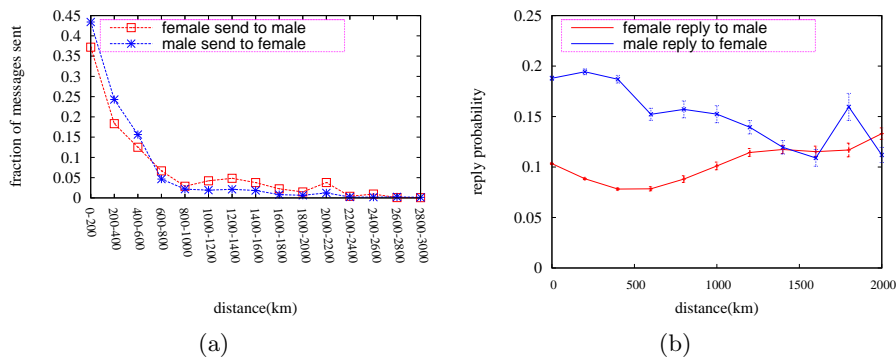 fraction of messages sent
0.45
0.4
0.35
0.3
0.25
0.2
0.15
0.1
0.05
0
female send to male
male send to female
0-200
200-400
400-600
600-800
800-1000
1000-1200
1200-1400
1400-1600
1600-1800
1800-2000
2000-2200
2200-2400
2400-2600
2600-2800
2800-3000
distance(km)
(a)
reply probability
0.25
0.2
0.15
0.1
0.05
0
female reply to male
male reply to female
0 500 1000 1500 2000
distance(km)
(b)